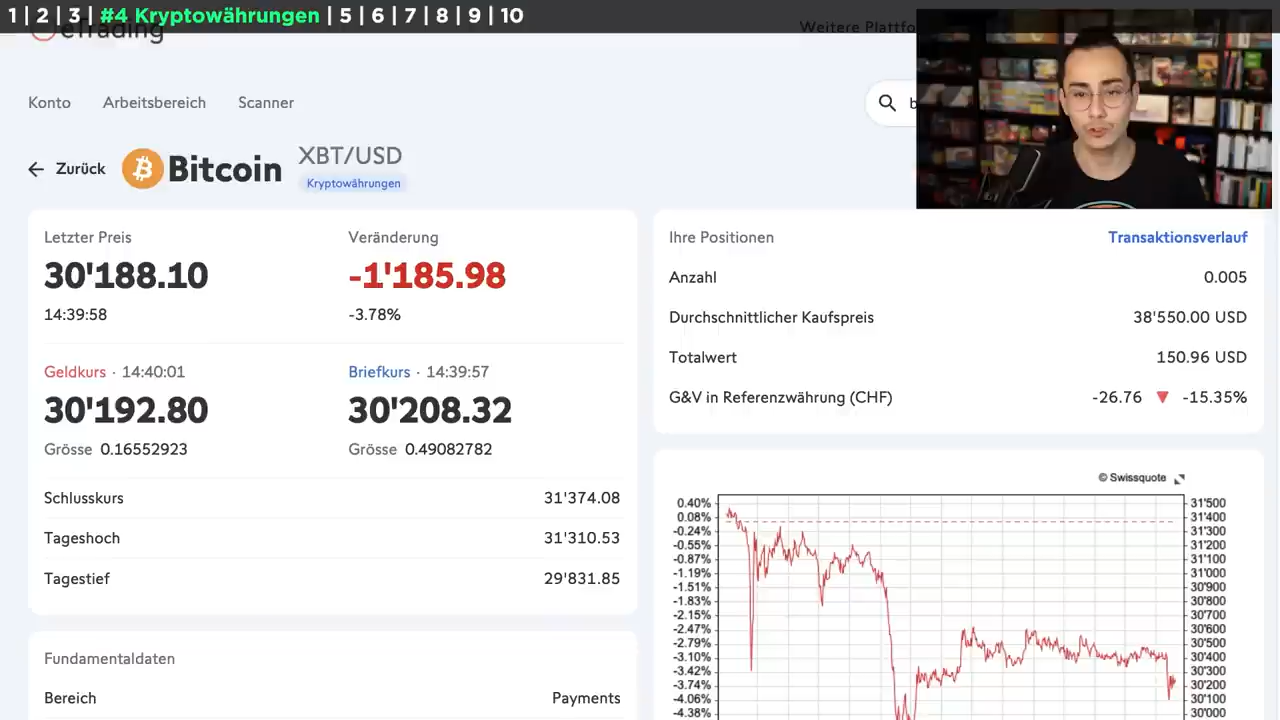 1 | 2 | 3 | #4 Kryptowährungen | 5 | 6 | 7 | 8 | 9 | 10
eTrading
Weitere Plattfo
Konto
Arbeitsbereich
Scanner
b
Zurück
Bitcoin
XBT/USD
Kryptowährungen
Letzter Preis
Veränderung
30'188.10
-1'185.98
14:39:58
-3.78%
Geldkurs · 14:40:01
Briefkurs · 14:39:57
30'192.80
30'208.32
Grösse 0.16552923
Grösse 0.49082782
Schlusskurs 31'374.08
Tageshoch 31'310.53
Tagestief 29'831.85
Fundamentaldaten
Bereich Payments
Ihre Positionen
Transaktionsverlauf
Anzahl 0.005
Durchschnittlicher Kaufspreis 38'550.00 USD
Totalwert 150.96 USD
G&V in Referenzwährung (CHF) -26.76 ▼ -15.35%
© Swissquote
0.40% 31'500
0.08% 31'400
-0.24% 31'300
-0.55% 31'200
-0.87% 31'100
-1.19% 31'000
-1.51% 30'900
-1.83% 30'800
-2.15% 30'700
-2.47% 30'600
-2.79% 30'500
-3.10% 30'400
-3.42% 30'300
-3.74% 30'200
-4.06% 30'100
-4.38% 30'000